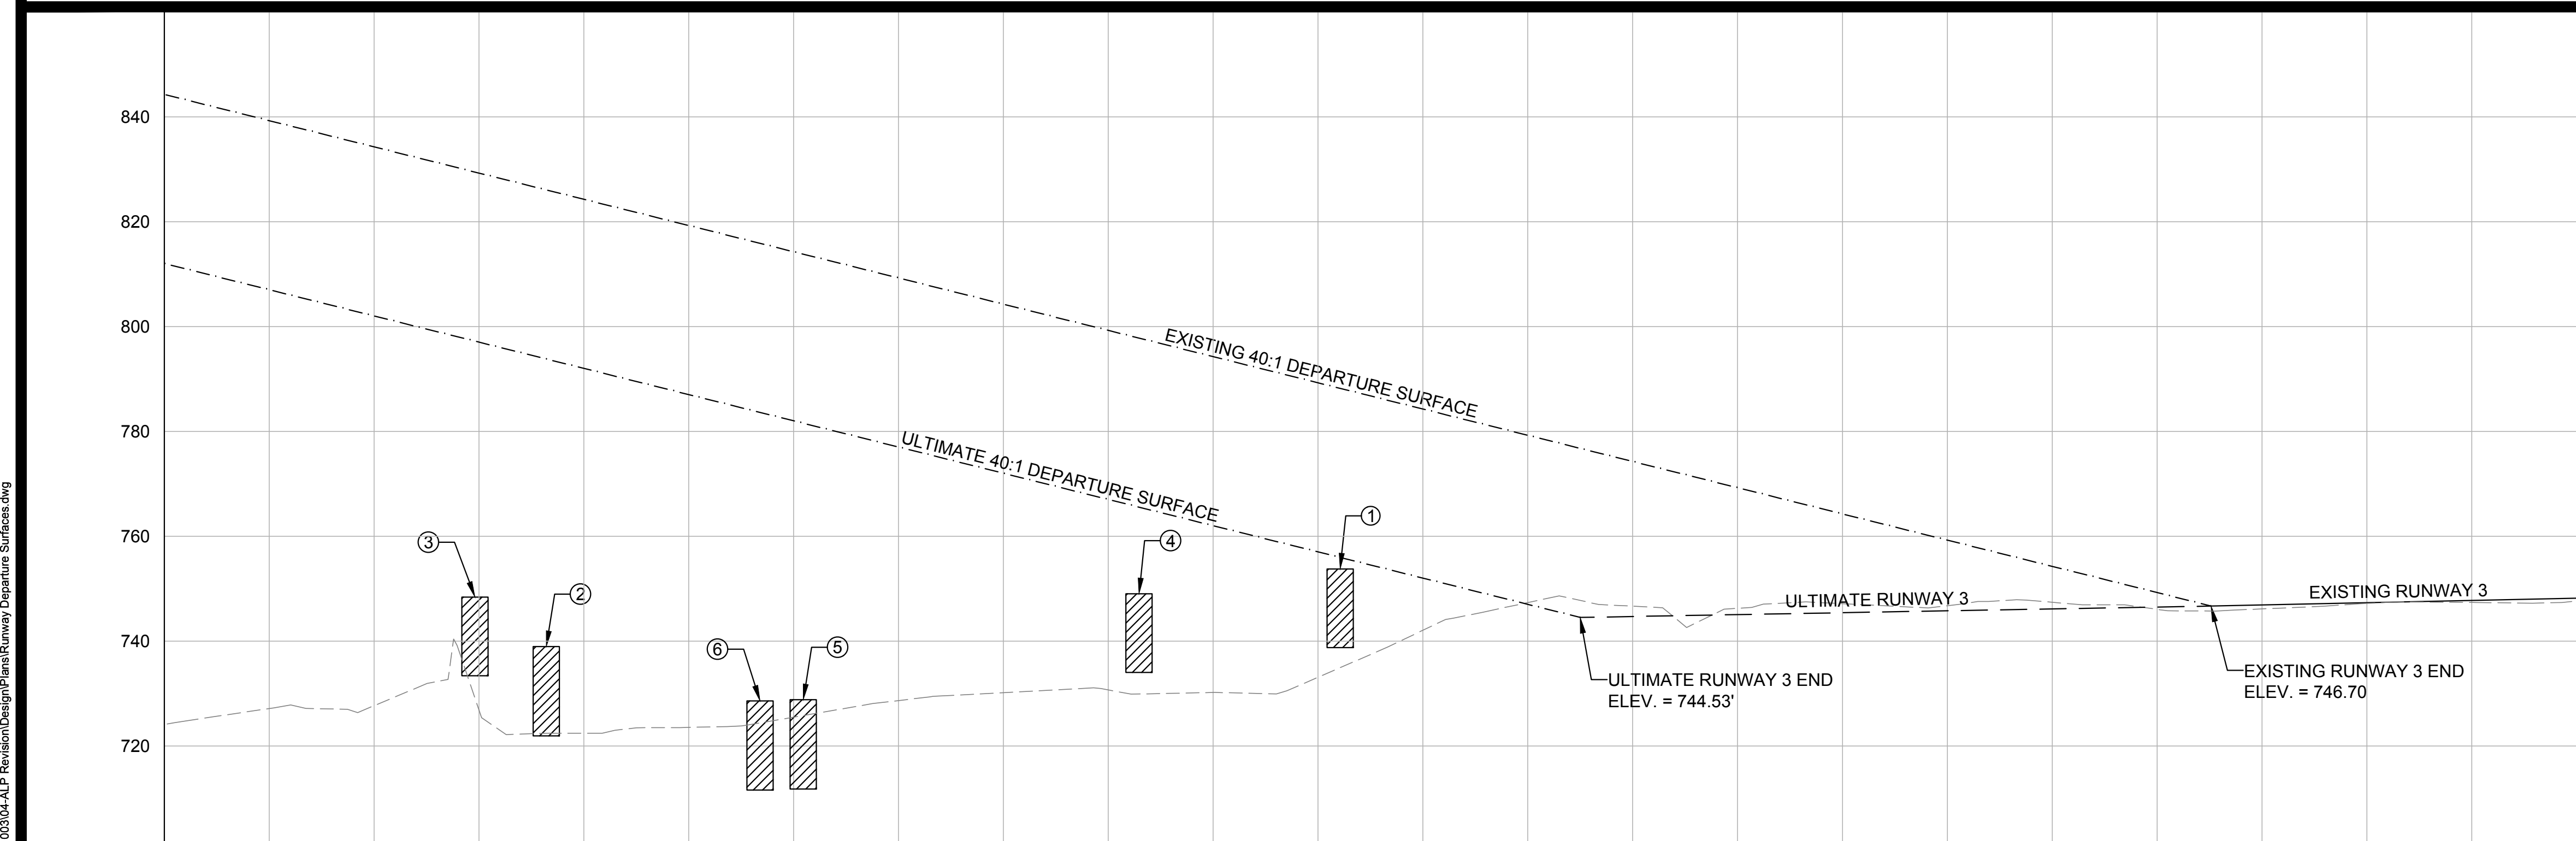 840
820
800
780
760
740
720
EXISTING 40:1 DEPARTURE SURFACE
ULTIMATE 40:1 DEPARTURE SURFACE
3
2
6
5
4
1
ULTIMATE RUNWAY 3
EXISTING RUNWAY 3
ULTIMATE RUNWAY 3 END
ELEV. = 744.53'
EXISTING RUNWAY 3 END
ELEV. = 746.70
003\04-ALP Revision\Design\Plans\Runway Departure Surfaces.dwg